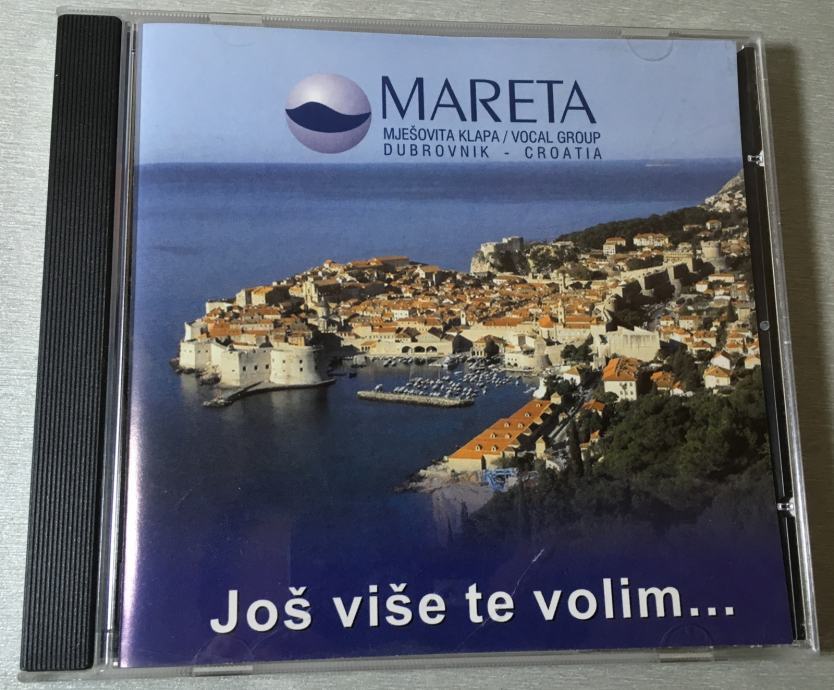 MARETA
MJEŠOVITA KLAPA / VOCAL GROUP
DUBROVNIK - CROATIA
Još više te volim...